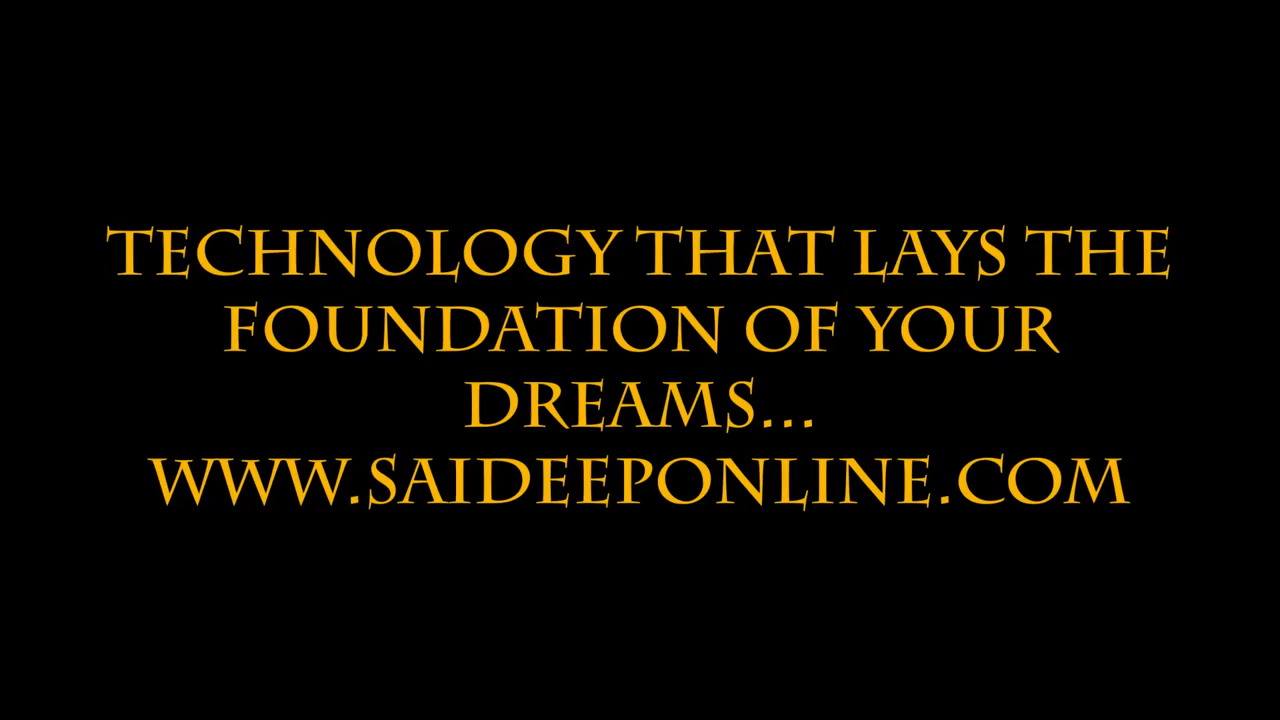 TECHNOLOGY THAT LAYS THE
FOUNDATION OF YOUR
DREAMS...
WWW.SAIDEEPONLINE.COM